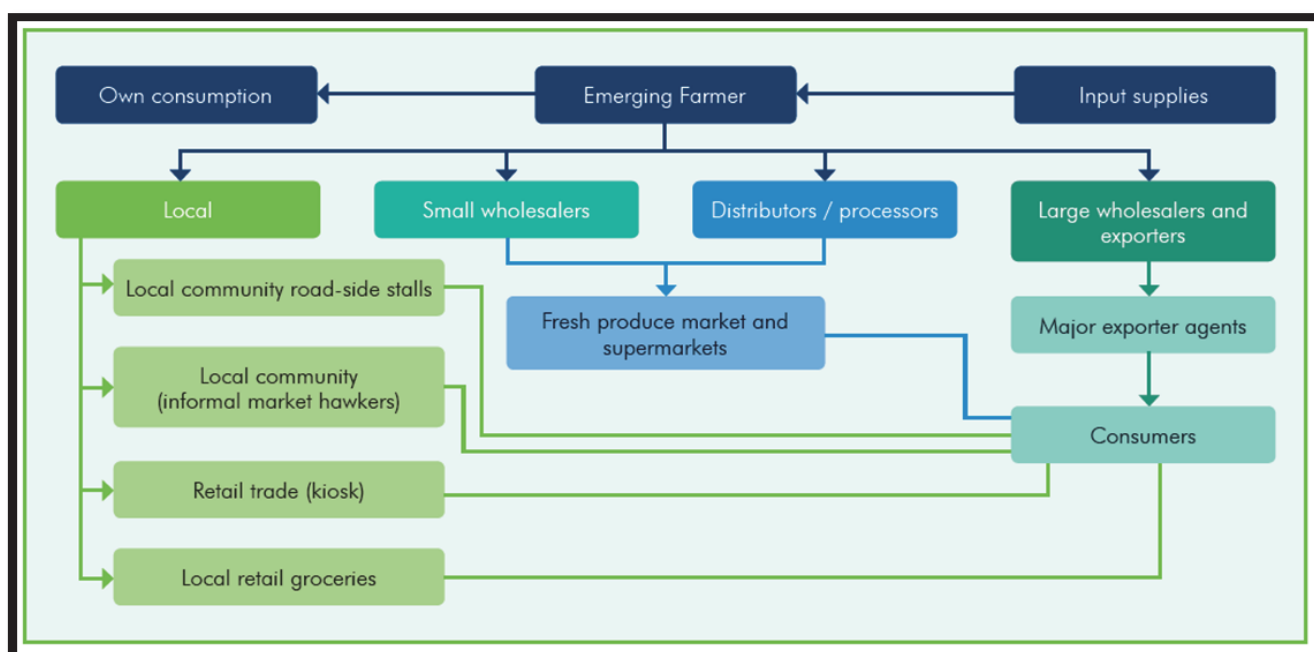 Own consumption
Emerging Farmer
Input supplies
Local
Small wholesalers
Distributors / processors
Large wholesalers and
exporters
Local community road-side stalls
Fresh produce market and
supermarkets
Major exporter agents
Local community
(informal market hawkers)
Consumers
Retail trade (kiosk)
Local retail groceries